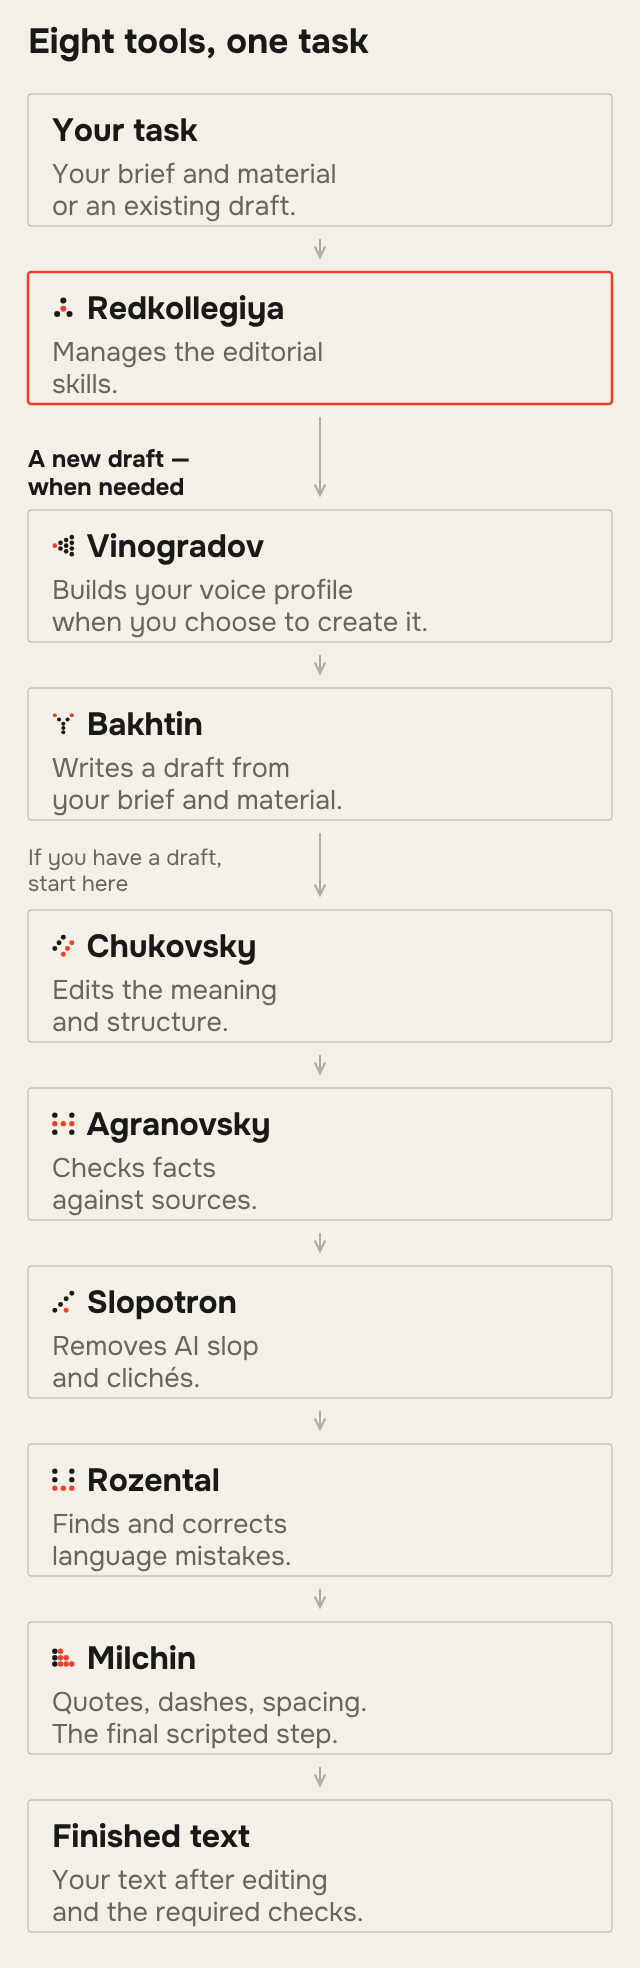 Eight tools, one task
Your task
Your brief and material
or an existing draft.
Redkollegiya
Manages the editorial
skills.
A new draft —
when needed
Vinogradov
Builds your voice profile
when you choose to create it.
Bakhtin
Writes a draft from
your brief and material.
If you have a draft,
start here
Chukovsky
Edits the meaning
and structure.
Agranovsky
Checks facts
against sources.
Slopotron
Removes AI slop
and clichés.
Rozental
Finds and corrects
language mistakes.
Milchin
Quotes, dashes, spacing.
The final scripted step.
Finished text
Your text after editing
and the required checks.